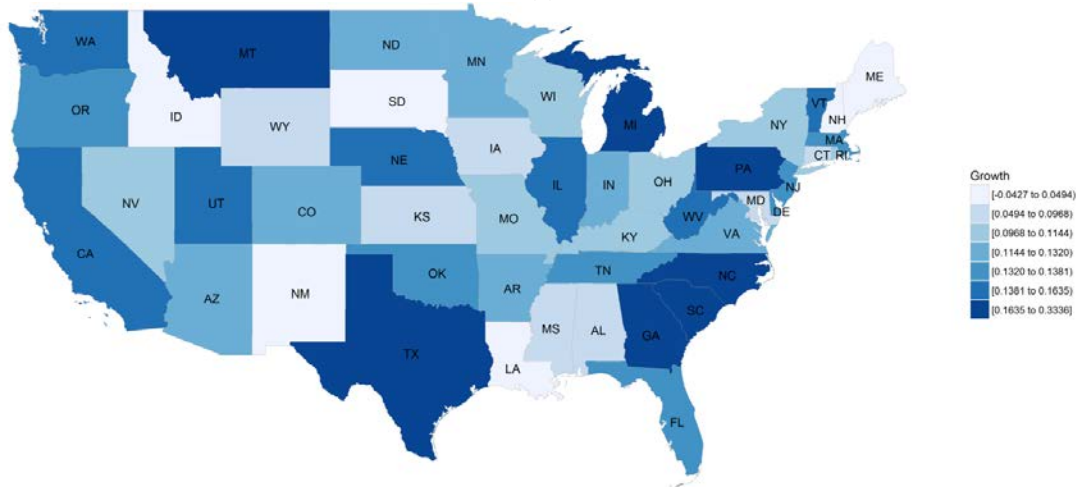 WA
MT
ND
MN
ME
OR
ID
SD
WI
VT
NH
WY
MI
NY
MA
CT RI
IA
NE
PA
NJ
NV
UT
CO
IL
IN
OH
MD
DE
CA
KS
MO
WV
VA
KY
AZ
NM
OK
AR
TN
NC
SC
MS
AL
GA
TX
LA
FL
Growth
[-0.0427 to 0.0494)
[0.0494 to 0.0968)
[0.0968 to 0.1144)
[0.1144 to 0.1320)
[0.1320 to 0.1381)
[0.1381 to 0.1635)
[0.1635 to 0.3336]